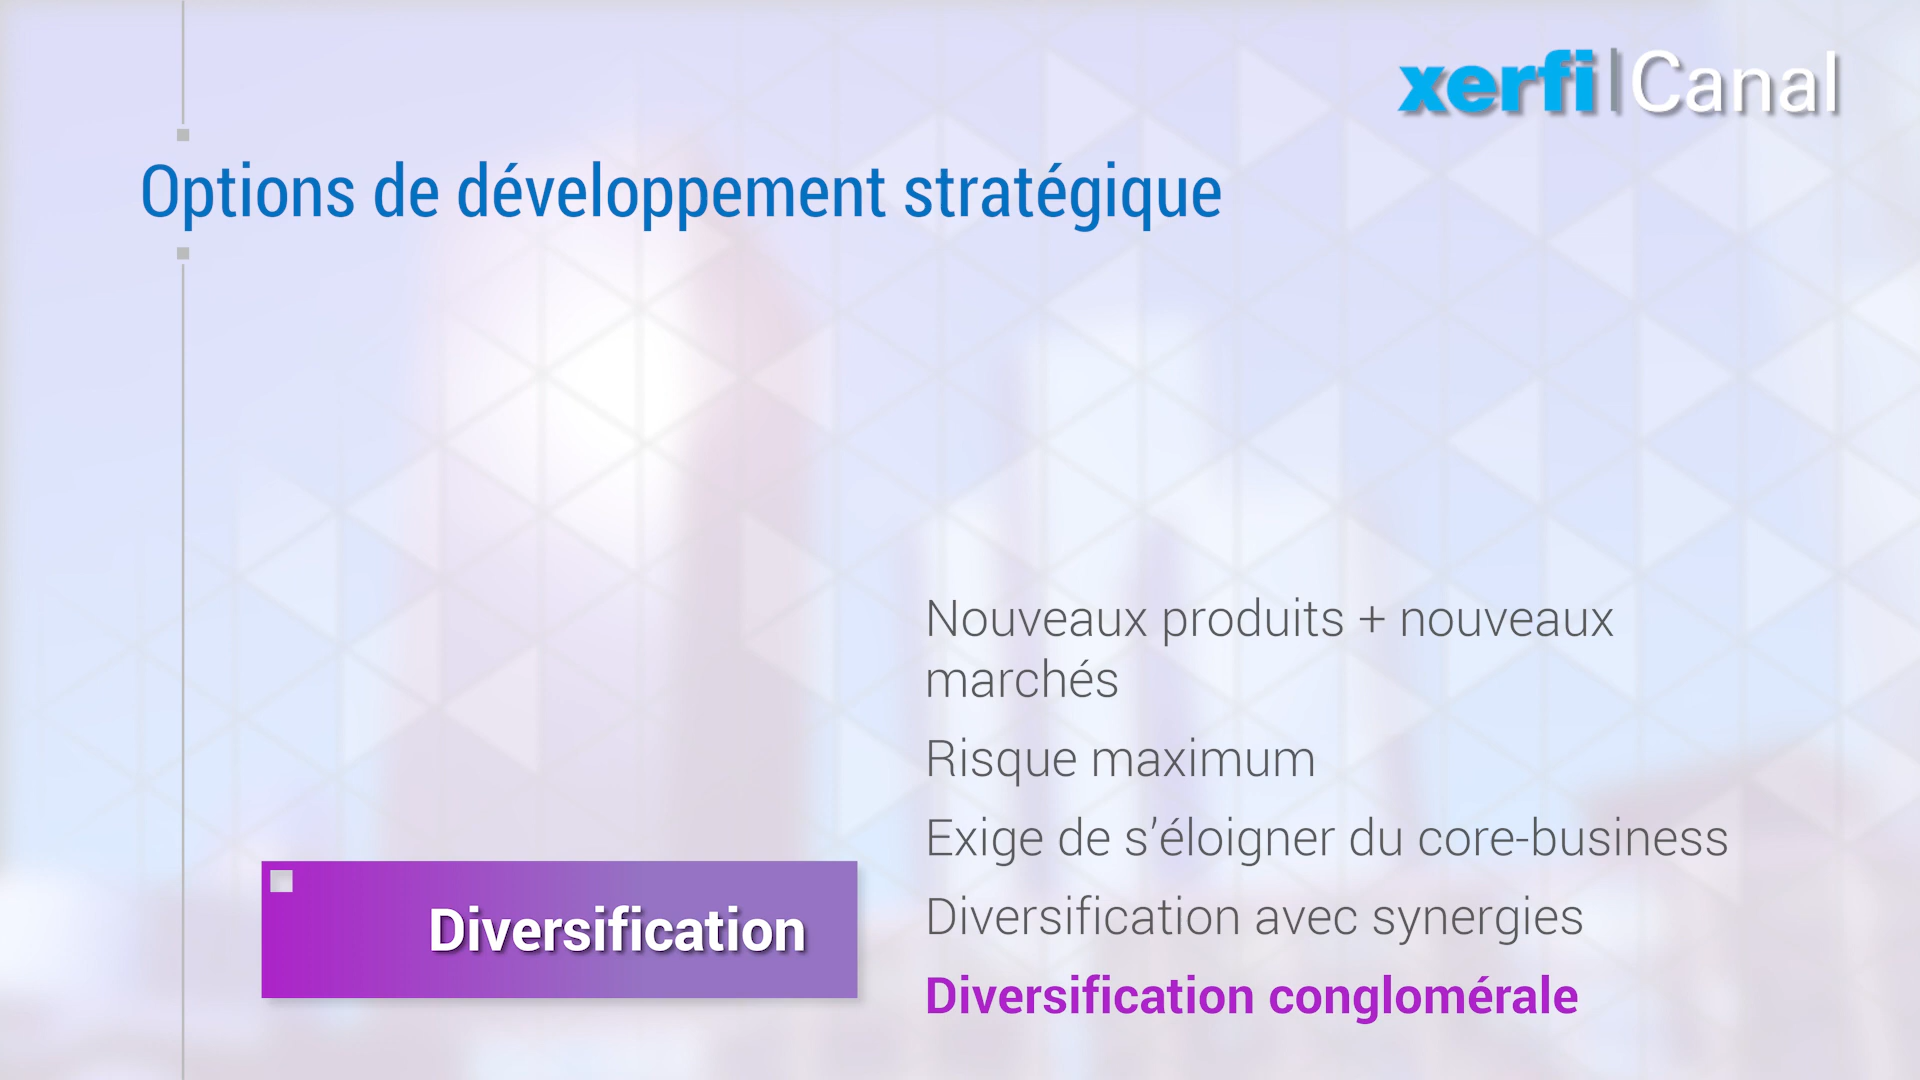 xerfi Canal
Options de développement stratégique
Nouveaux produits + nouveaux
marchés
Risque maximum
Exige de s’éloigner du core-business
Diversification avec synergies
Diversification conglomérale
Diversification